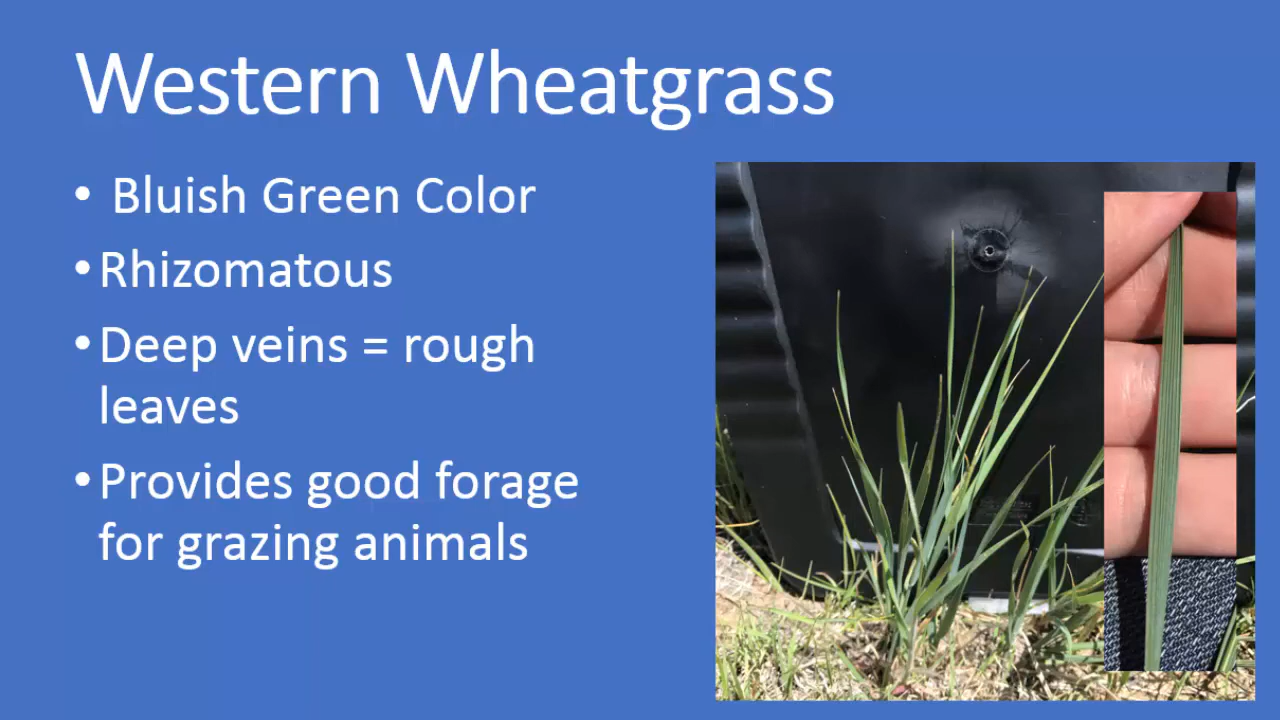 Western Wheatgrass
• Bluish Green Color
• Rhizomatous
• Deep veins = rough
leaves
• Provides good forage
for grazing animals